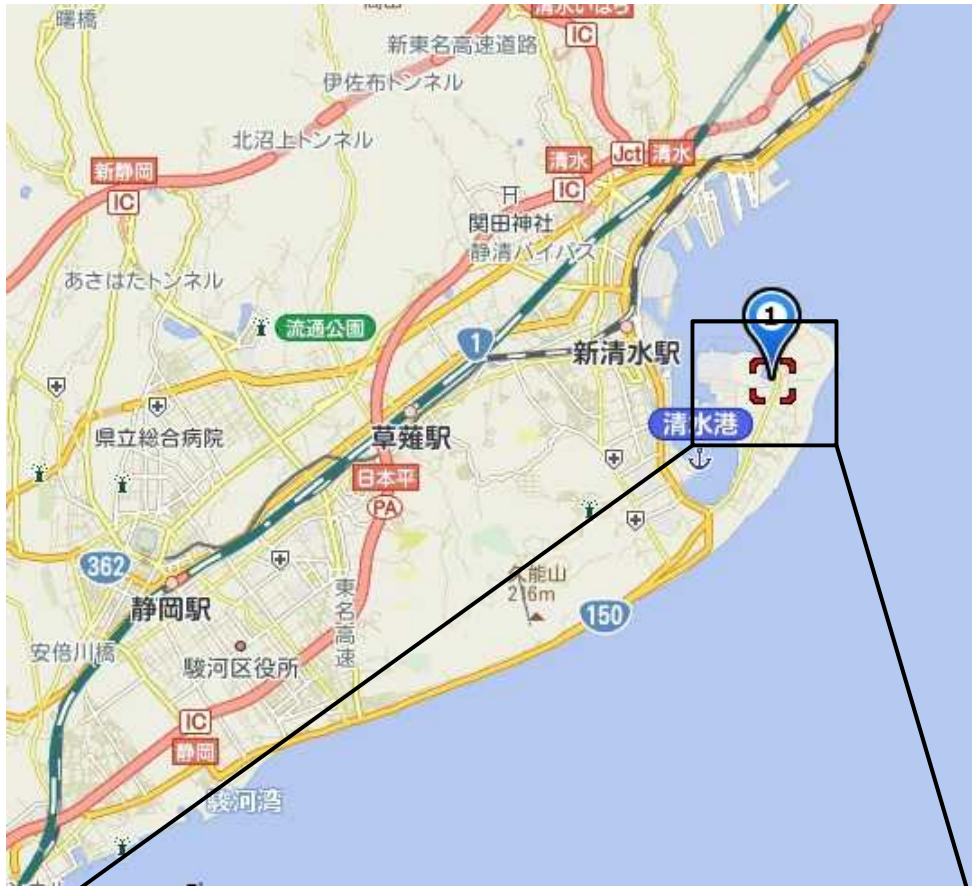 曙橋
清水いはら
IC
新東名高速道路
伊佐布トンネル
北沼上トンネル
新静岡
IC
清水
Jct
清水
IC
関田神社
静清バイパス
あさはたトンネル
流通公園
1
1
新清水駅
県立総合病院
草薙駅
清水港
日本平
PA
362
久能山
216m
静岡駅
東名高速
150
安倍川橋
駿河区役所
IC
静岡
駿河湾